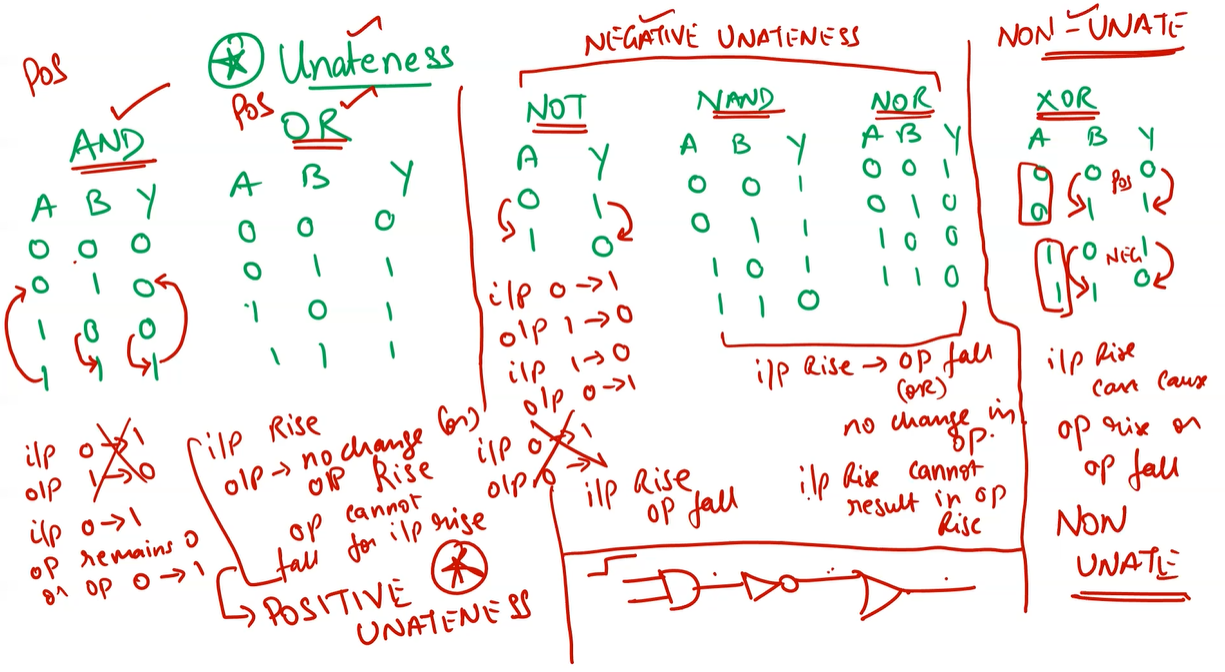 POS
Unateness
POS
AND
A B Y
0 0 0
0 1 0
1 0 0
1 1 1
i/p 0→1
o/p 1→0
i/p 0→1
op remains 0
or op 0→1
OR
A B Y
0 0 0
0 1 1
1 0 1
1 1 1
i/p Rise
o/p → no change (or)
o/p Rise
op cannot
fall for i/p rise
POSITIVE
UNATENESS
NEGATIVE UNATENESS
NOT
A Y
0 1
1 0
i/p 0→1
o/p 1→0
i/p 1→0
o/p 0→1
i/p 0→1
o/p 0→
i/p Rise
op fall
NAND
A B Y
0 0 1
0 1 1
1 0 1
1 1 0
NOR
A B Y
0 0 1
0 1 0
1 0 0
1 1 0
i/p Rise → op fall
(OR)
no change in
op.
i/p Rise cannot
result in op
Rise
NON-UNATE
XOR
A B Y
0 0 0
POS
0 1 1
1 0 1
NEG
1 1 0
i/p Rise
can cause
op rise or
op fall
NON
UNATE